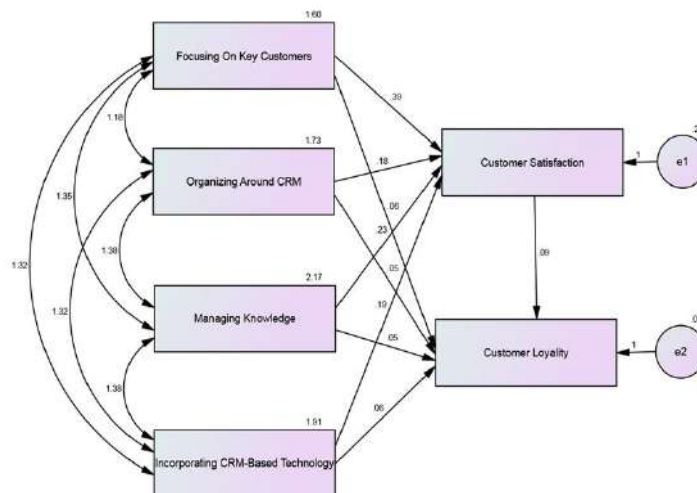 1.60
Focusing On Key Customers
1.18
.39
1.73
Organizing Around CRM
.18
Customer Satisfaction
1
e1
.06
1.35
.23
1.38
.05
.09
1.32
1.32
.19
2.17
Managing Knowledge
.05
Customer Loyality
1
e2
1.38
.06
1.91
Incorporating CRM-Based Technology